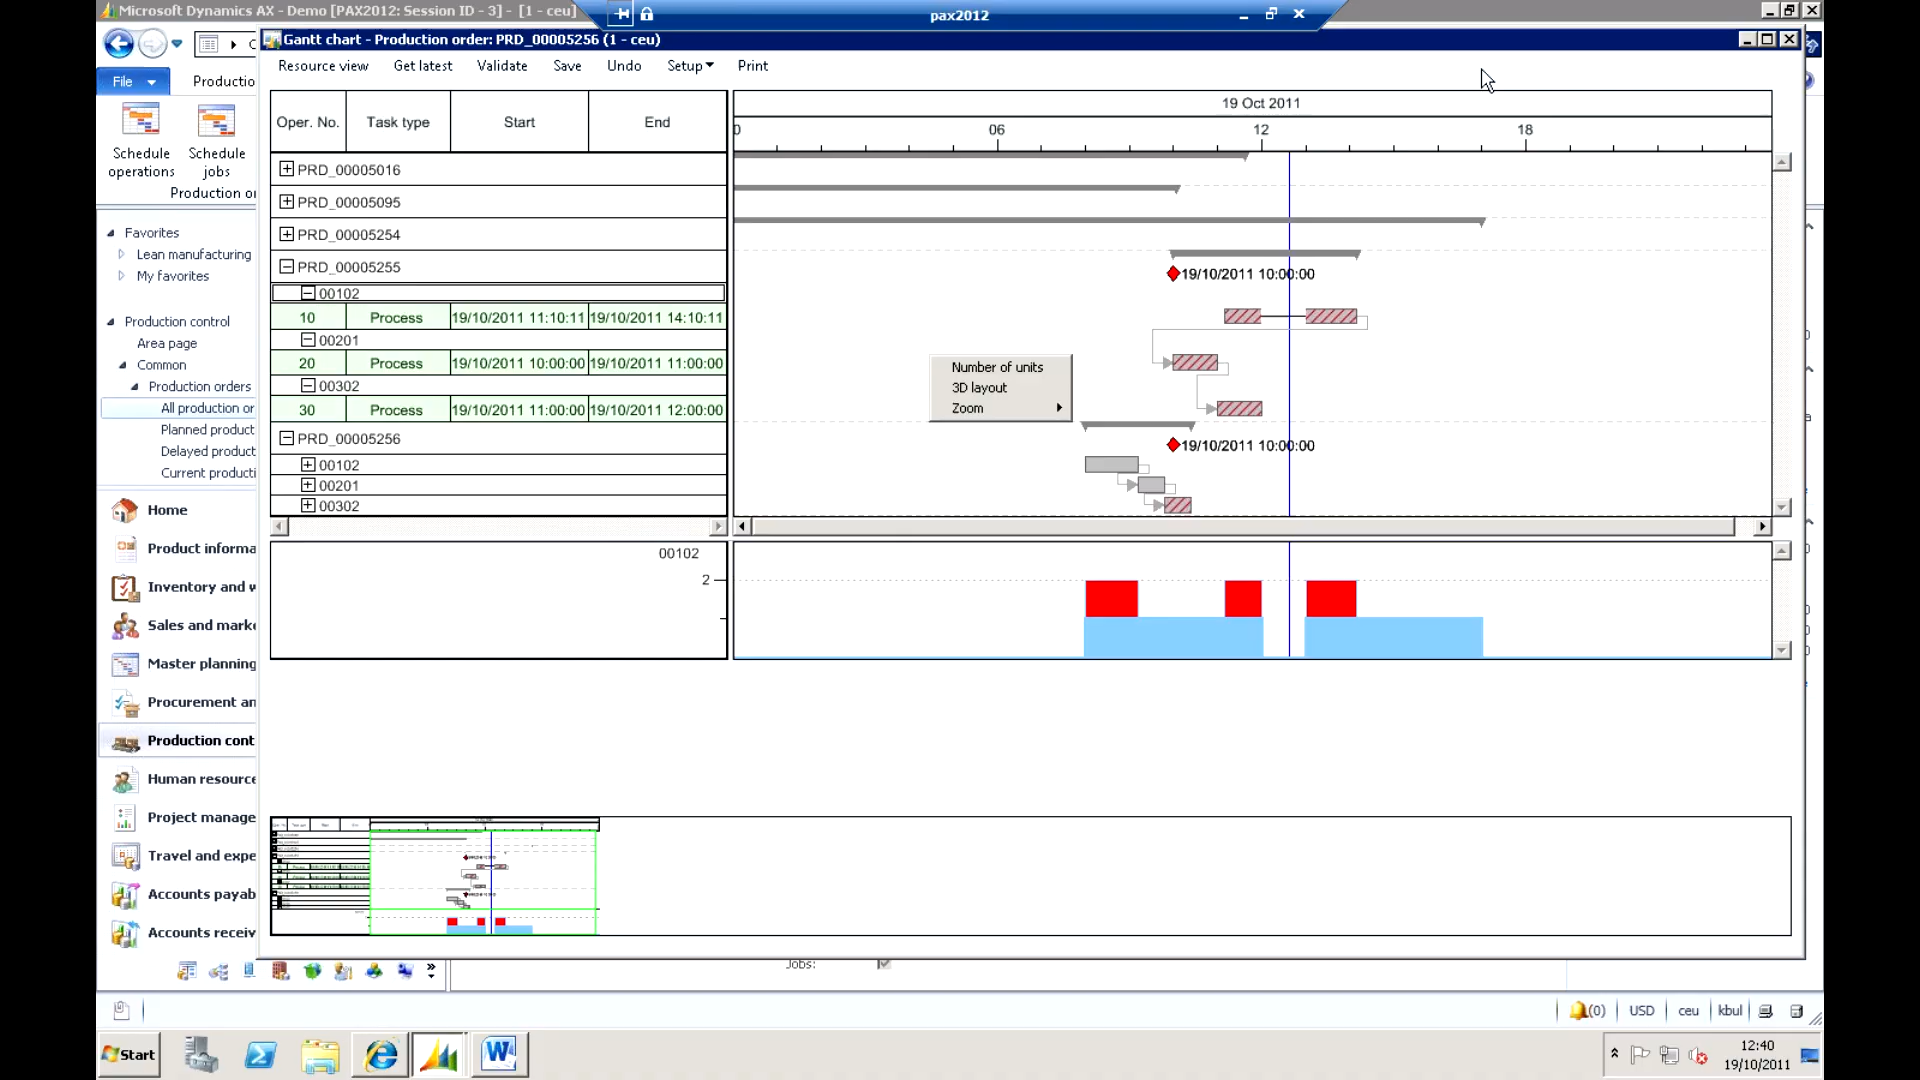 Microsoft Dynamics AX - Demo [PAX2012: Session ID - 3] - [1 - ceu]
pax2012
Gantt chart - Production order: PRD_00005256 (1 - ceu)
Resource view Get latest Validate Save Undo Setup Print
File
Productio
Schedule operations
Schedule jobs
Production or
Oper. No. Task type Start End
19 Oct 2011
0 06 12 18
PRD_00005016
PRD_00005095
PRD_00005254
PRD_00005255
19/10/2011 10:00:00
00102
10 Process 19/10/2011 11:10:11 19/10/2011 14:10:11
00201
20 Process 19/10/2011 10:00:00 19/10/2011 11:00:00
00302
30 Process 19/10/2011 11:00:00 19/10/2011 12:00:00
PRD_00005256
19/10/2011 10:00:00
00102
00201
00302
Number of units
3D layout
Zoom
00102
2
Favorites
Lean manufacturing
My favorites
Production control
Area page
Common
Production orders
All production or
Planned product
Delayed product
Current producti
Home
Product informa
Inventory and w
Sales and marke
Master planning
Procurement an
Production cont
Human resource
Project manage
Travel and expe
Accounts payab
Accounts receiv
Jobs:
(0) USD ceu kbul
Start
12:40
19/10/2011